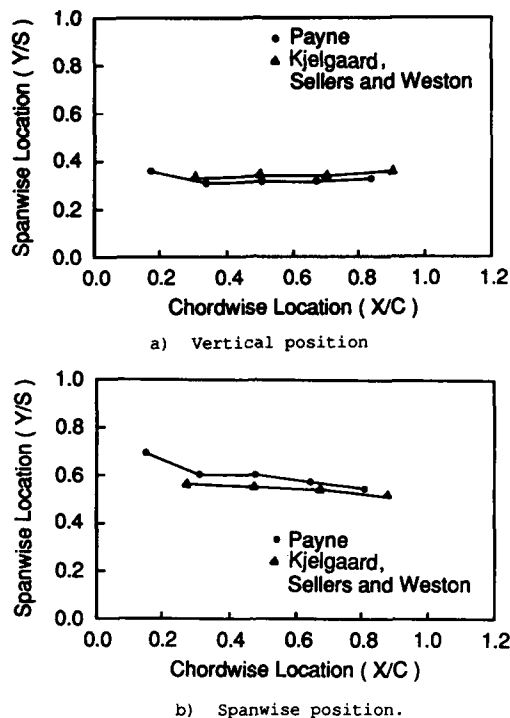 1.0
0.8
0.6
0.4
0.2
0.0
Spanwise Location ( Y/S )
Payne
Kjelgaard,
Sellers and Weston
0.0 0.2 0.4 0.6 0.8 1.0 1.2
Chordwise Location ( X/C )
a) Vertical position
1.0
0.8
0.6
0.4
0.2
0.0
Spanwise Location ( Y/S )
Payne
Kjelgaard,
Sellers and Weston
0.0 0.2 0.4 0.6 0.8 1.0 1.2
Chordwise Location ( X/C )
b) Spanwise position.